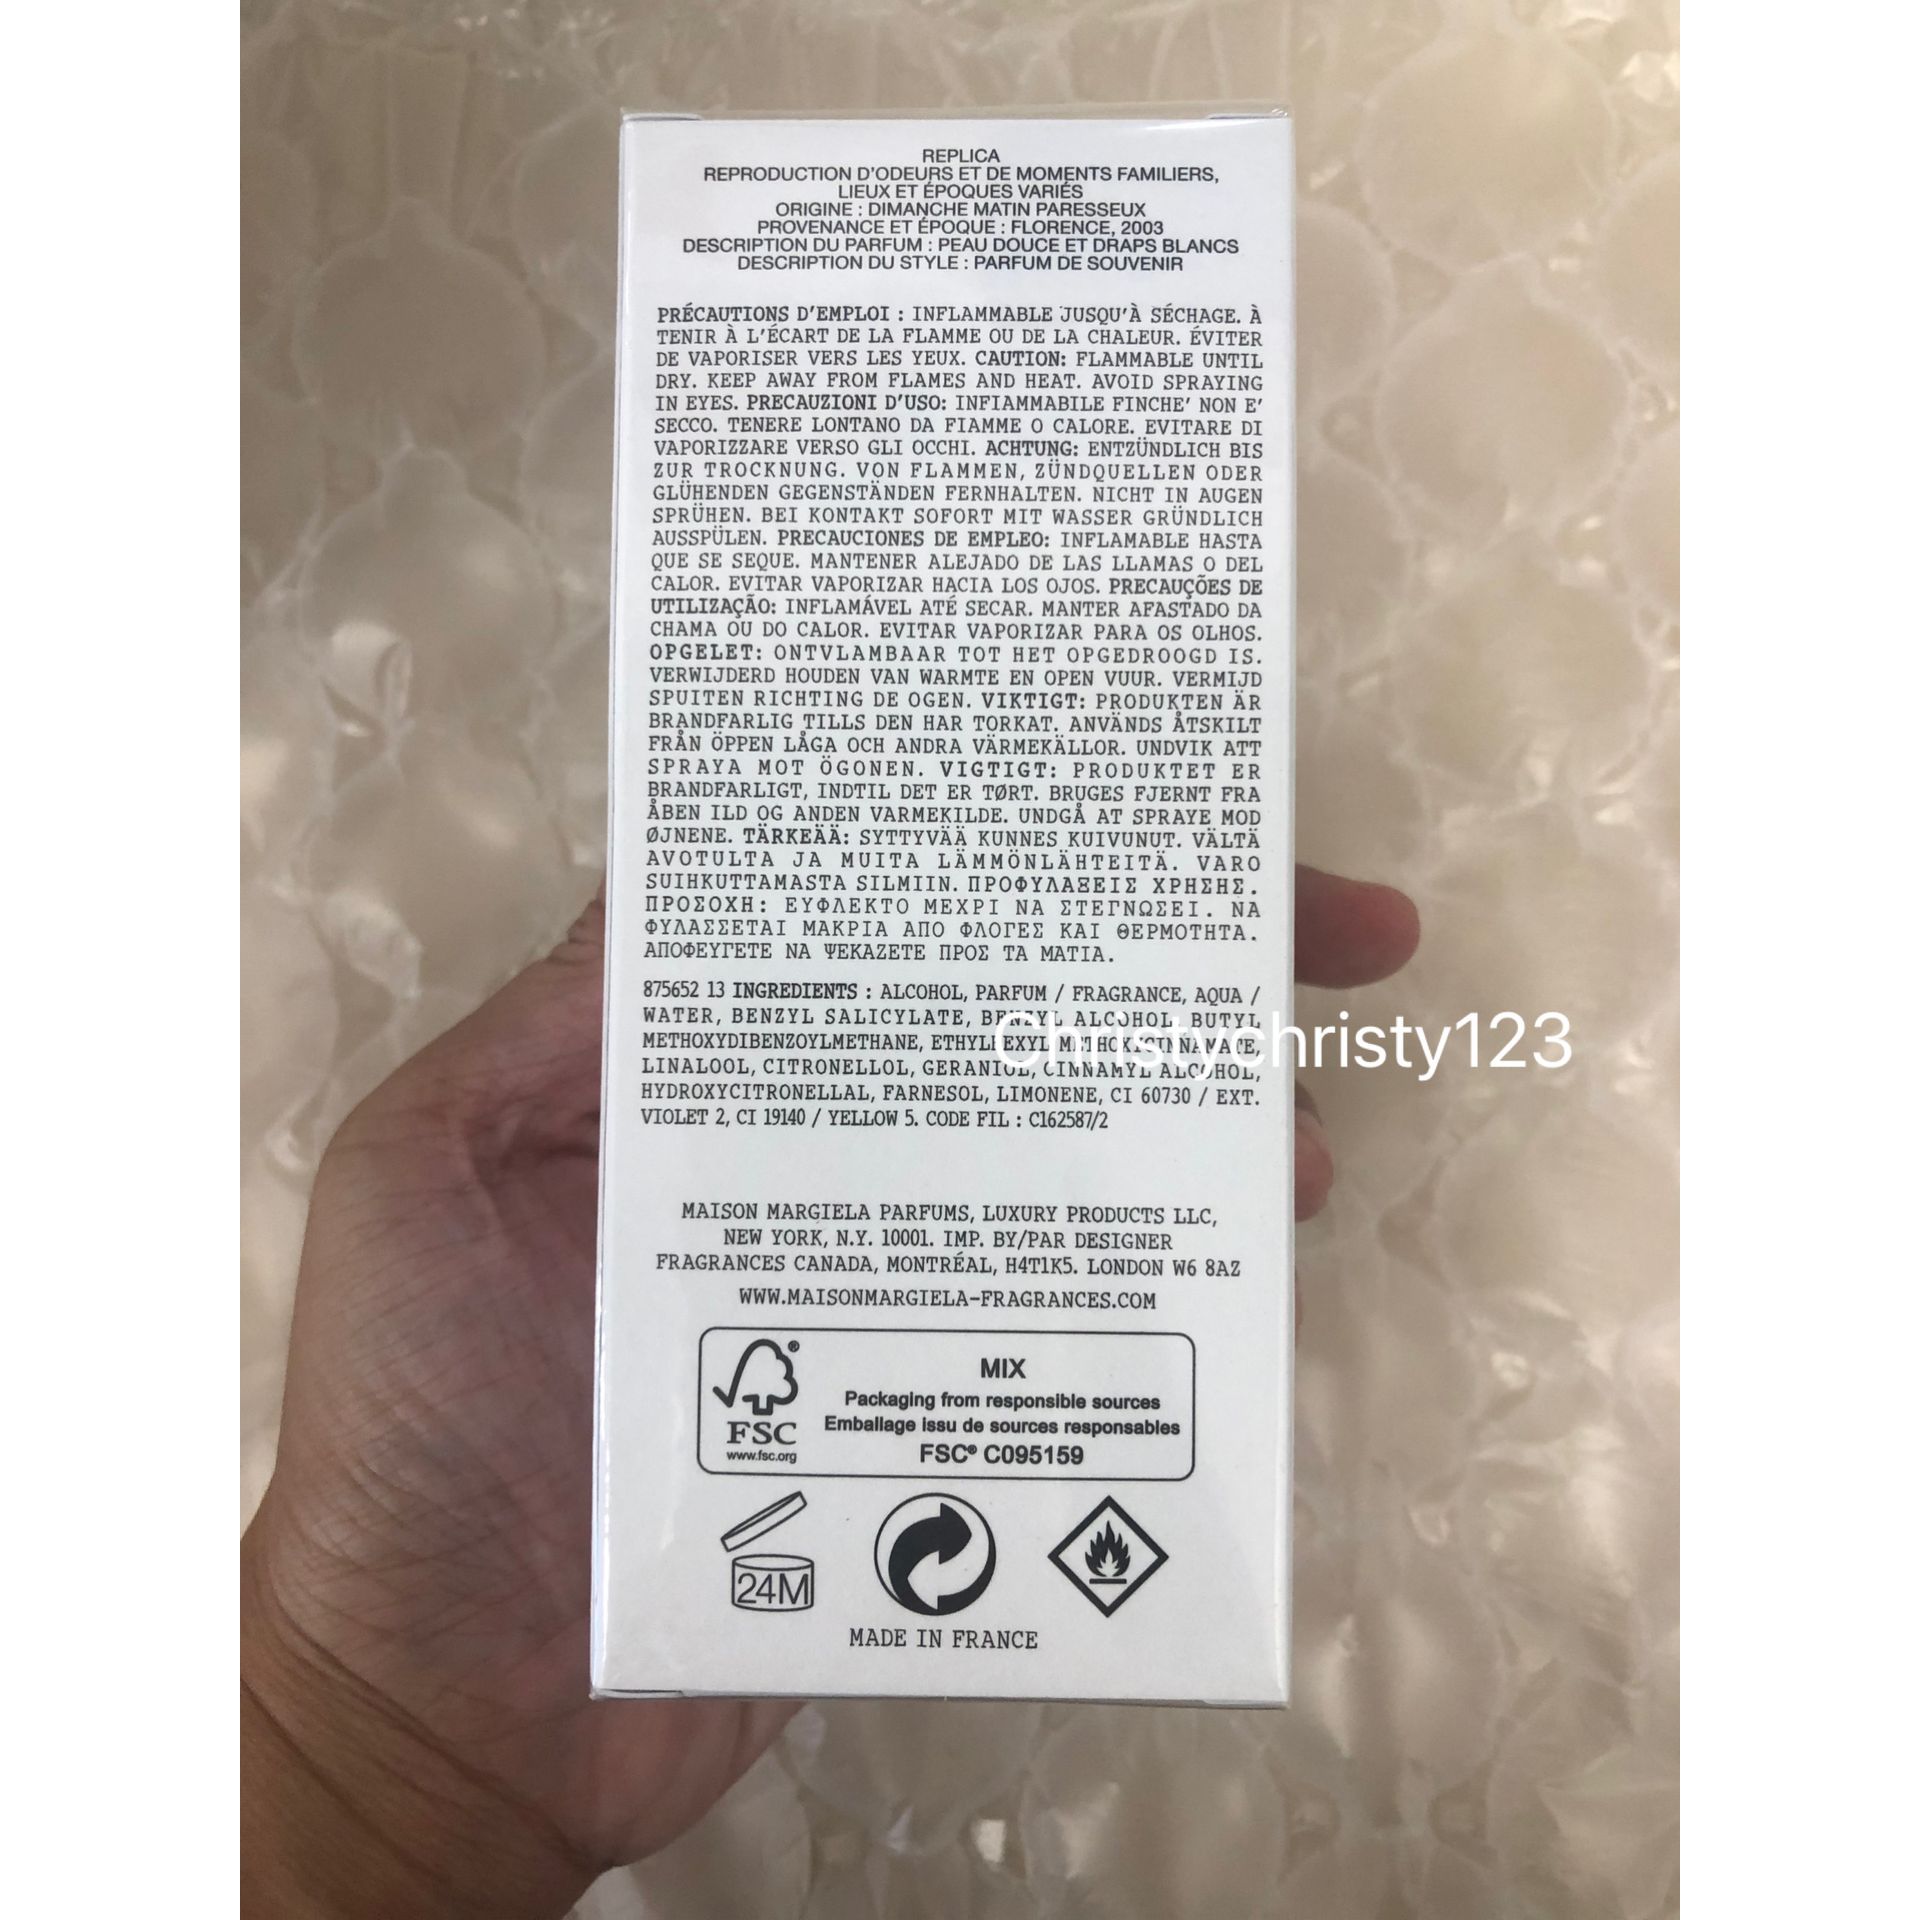 REPLICA
REPRODUCTION D'ODEURS ET DE MOMENTS FAMILIERS,
LIEUX ET ÉPOQUES VARIÉS
ORIGINE : DIMANCHE MATIN PARESSEUX
PROVENANCE ET ÉPOQUE : FLORENCE, 2003
DESCRIPTION DU PARFUM : PEAU DOUCE ET DRAPS BLANCS
DESCRIPTION DU STYLE : PARFUM DE SOUVENIR
PRÉCAUTIONS D'EMPLOI : INFLAMMABLE JUSQU'À SÉCHAGE. À
TENIR À L'ÉCART DE LA FLAMME OU DE LA CHALEUR. ÉVITER
DE VAPORISER VERS LES YEUX. CAUTION: FLAMMABLE UNTIL
DRY. KEEP AWAY FROM FLAMES AND HEAT. AVOID SPRAYING
IN EYES. PRECAUZIONI D'USO: INFIAMMABILE FINCHE' NON E'
SECCO. TENERE LONTANO DA FIAMME O CALORE. EVITARE DI
VAPORIZZARE VERSO GLI OCCHI. ACHTUNG: ENTZÜNDLICH BIS
ZUR TROCKNUNG. VON FLAMMEN, ZÜNDQUELLEN ODER
GLÜHENDEN GEGENSTÄNDEN FERNHALTEN. NICHT IN AUGEN
SPRÜHEN. BEI KONTAKT SOFORT MIT WASSER GRÜNDLICH
AUSSPÜLEN. PRECAUCIONES DE EMPLEO: INFLAMABLE HASTA
QUE SE SEQUE. MANTENER ALEJADO DE LAS LLAMAS O DEL
CALOR. EVITAR VAPORIZAR HACIA LOS OJOS. PRECAUÇÕES DE
UTILIZAÇÃO: INFLAMÁVEL ATÉ SECAR. MANTER AFASTADO DA
CHAMA OU DO CALOR. EVITAR VAPORIZAR PARA OS OLHOS.
OPGELET: ONTVLAMBAAR TOT HET OPGEDROOGD IS.
VERWIJDERD HOUDEN VAN WARMTE EN OPEN VUUR. VERMIJD
SPUITEN RICHTING DE OGEN. VIKTIGT: PRODUKTEN ÄR
BRANDFARLIG TILLS DEN HAR TORKAT. ANVÄNDS ÅTSKILT
FRÅN ÖPPEN LÅGA OCH ANDRA VÄRMEKÄLLOR. UNDVIK ATT
SPRAYA MOT ÖGONEN. VIGTIGT: PRODUKTET ER
BRANDFARLIGT, INDTIL DET ER TØRT. BRUGES FJERNT FRA
ÅBEN ILD OG ANDEN VARMEKILDE. UNDGÅ AT SPRAYE MOD
ØJNENE. TÄRKEÄÄ: SYTTYVÄÄ KUNNES KUIVUNUT. VÄLTÄ
AVOTULTA JA MUITA LÄMMÖNLÄHTEITÄ. VARO
SUIHKUTTAMASTA SILMIIN. ΠΡΟΦΥΛΑΞΕΙΣ ΧΡΗΣΗΣ.
ΠΡΟΣΟΧΗ: ΕΥΦΛΕΚΤΟ ΜΕΧΡΙ ΝΑ ΣΤΕΓΝΩΣΕΙ. ΝΑ
ΦΥΛΑΣΣΕΤΑΙ ΜΑΚΡΙΑ ΑΠΟ ΦΛΟΓΕΣ ΚΑΙ ΘΕΡΜΟΤΗΤΑ.
ΑΠΟΦΕΥΓΕΤΕ ΝΑ ΨΕΚΑΖΕΤΕ ΠΡΟΣ ΤΑ ΜΑΤΙΑ.
875652 13 INGREDIENTS : ALCOHOL, PARFUM / FRAGRANCE, AQUA /
WATER, BENZYL SALICYLATE, BENZYL ALCOHOL, BUTYL
METHOXYDIBENZOYLMETHANE, ETHYLHEXYL METHOXYCINNAMATE,
LINALOOL, CITRONELLOL, GERANIOL, CINNAMYL ALCOHOL,
HYDROXYCITRONELLAL, FARNESOL, LIMONENE, CI 60730 / EXT.
VIOLET 2, CI 19140 / YELLOW 5. CODE FIL : C162587/2
Christychristy123
MAISON MARGIELA PARFUMS, LUXURY PRODUCTS LLC,
NEW YORK, N.Y. 10001. IMP. BY/PAR DESIGNER
FRAGRANCES CANADA, MONTRÉAL, H4T1K5. LONDON W6 8AZ
WWW.MAISONMARGIELA-FRAGRANCES.COM
®
FSC
www.fsc.org
MIX
Packaging from responsible sources
Emballage issu de sources responsables
FSC® C095159
24M
MADE IN FRANCE